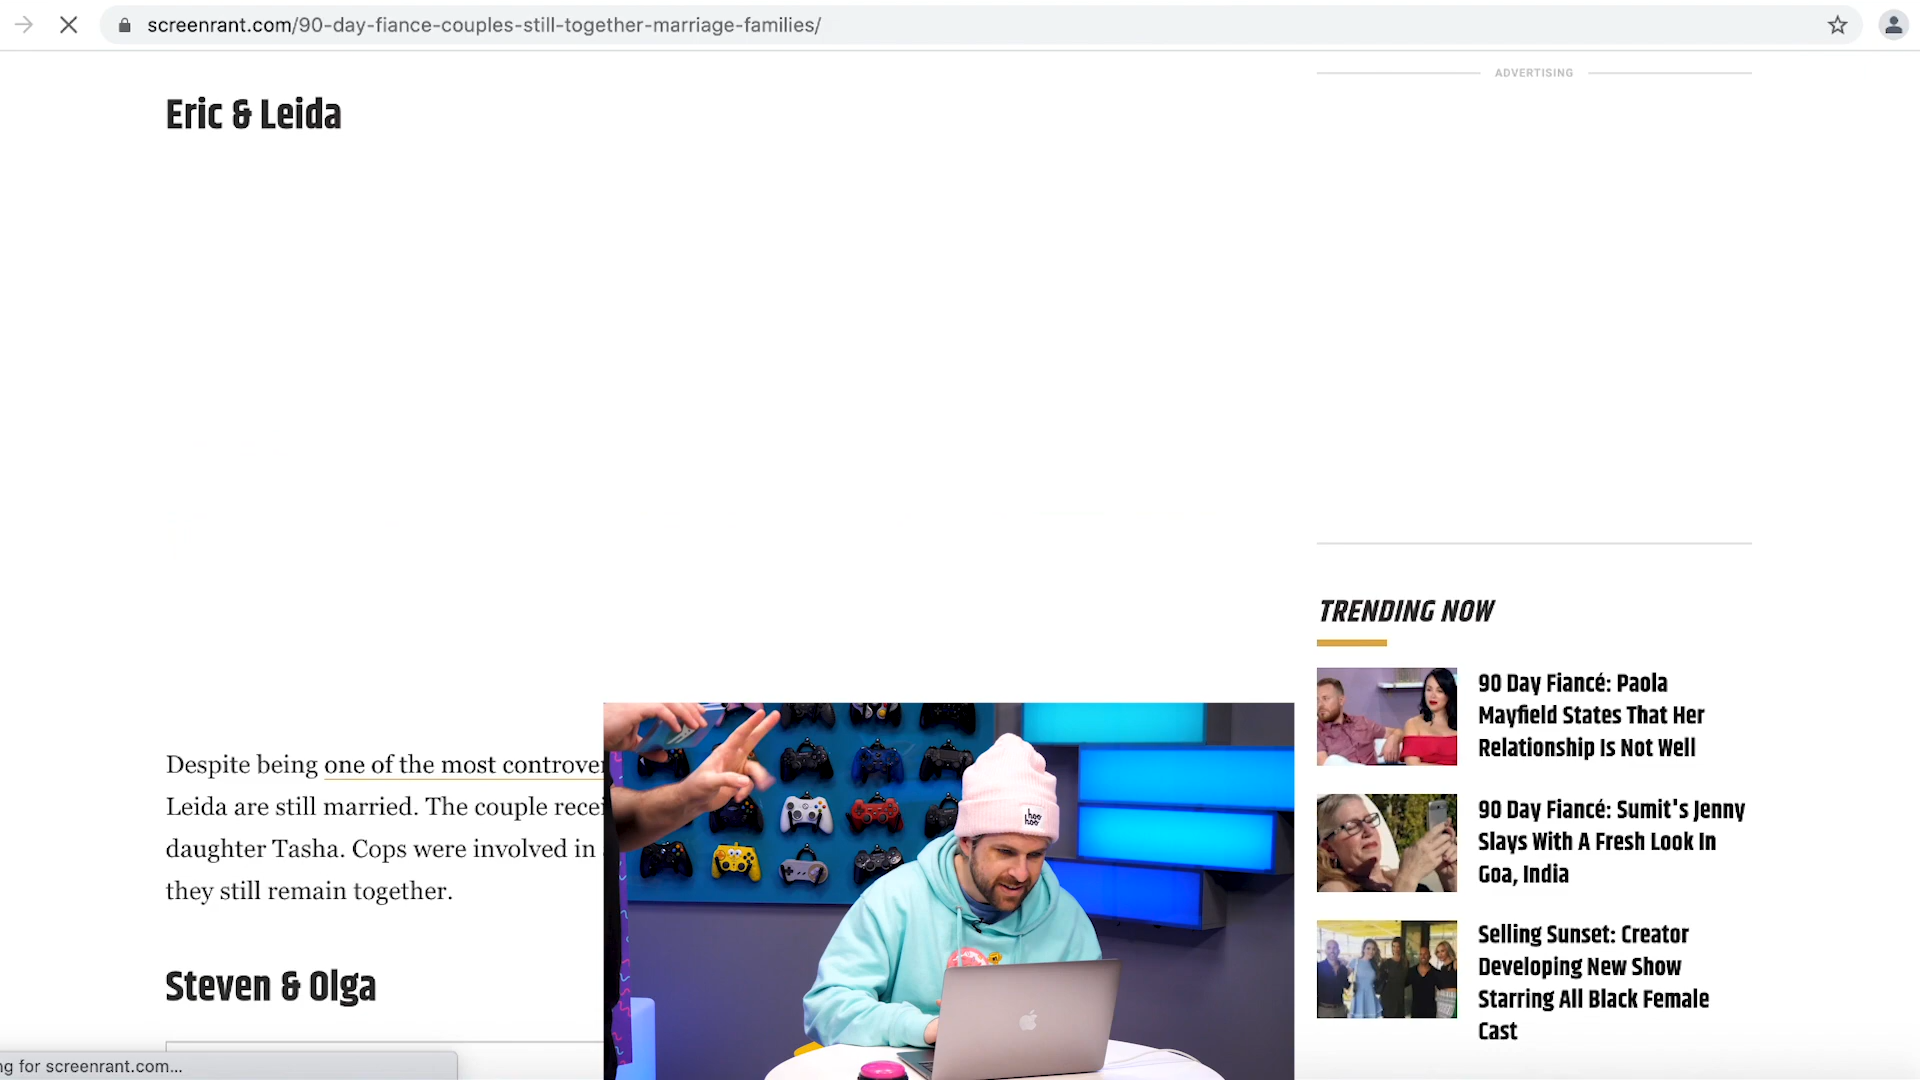 screenrant.com/90-day-fiance-couples-still-together-marriage-families/
ADVERTISING
Eric & Leida
Despite being one of the most controver
Leida are still married. The couple rece
daughter Tasha. Cops were involved in
they still remain together.
Steven & Olga
TRENDING NOW
90 Day Fiancé: Paola
Mayfield States That Her
Relationship Is Not Well
90 Day Fiancé: Sumit's Jenny
Slays With A Fresh Look In
Goa, India
Selling Sunset: Creator
Developing New Show
Starring All Black Female
Cast
hoo
hoo
ng for screenrant.com...